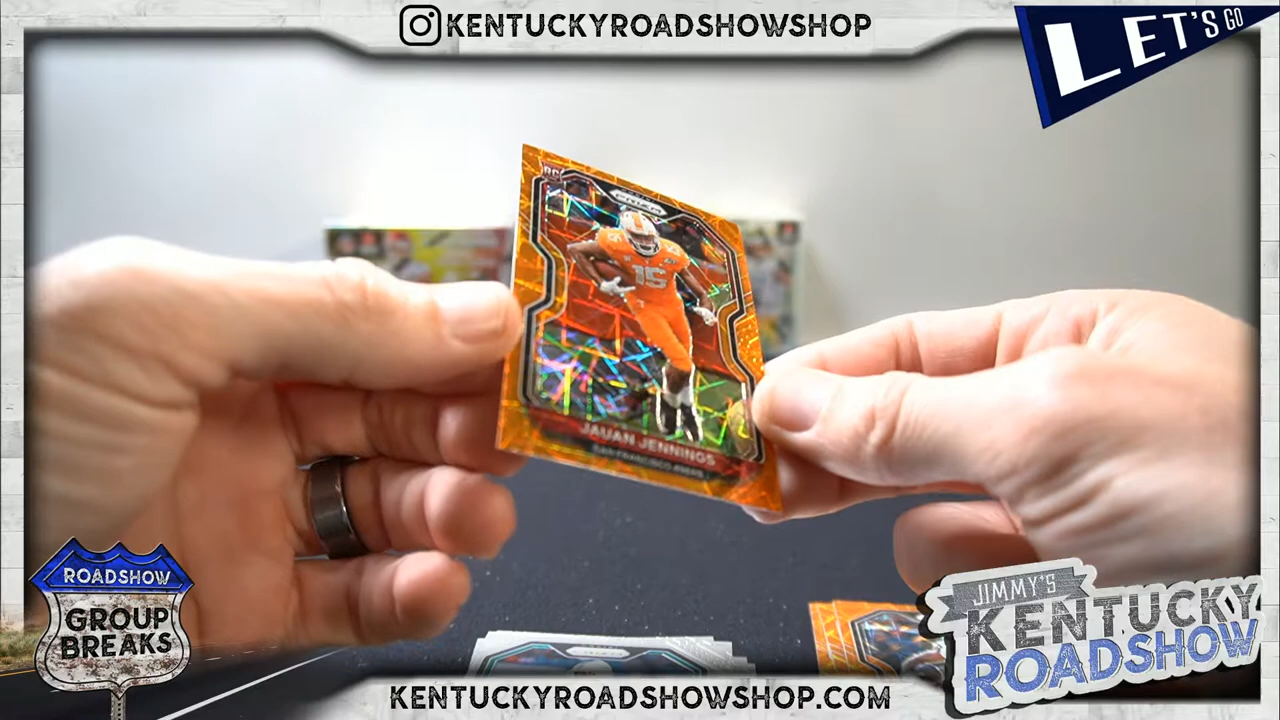 KENTUCKYROADSHOWSHOP
LET'S GO
RC
PRIZM
15
JAUAN JENNINGS
SAN FRANCISCO 49ERS
ROADSHOW
GROUP
BREAKS
JIMMY'S
KENTUCKY
ROADSHOW
KENTUCKYROADSHOWSHOP.COM